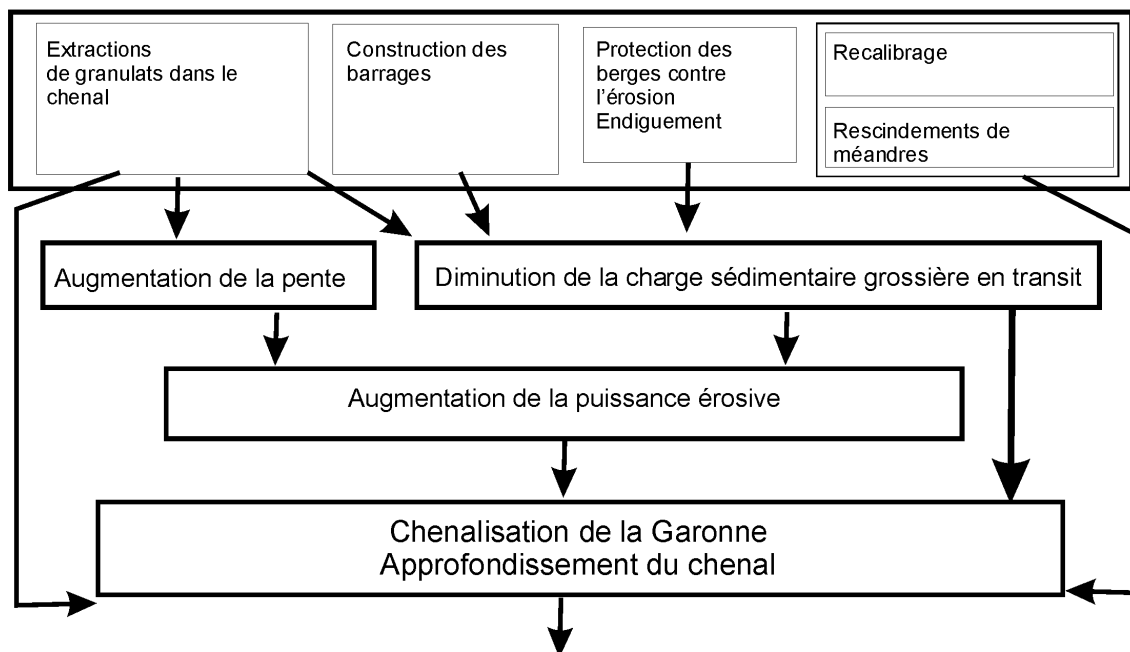 Extractions
de granulats dans le
chenal
Construction des
barrages
Protection des
berges contre
l'érosion
Endiguement
Recalibrage
Rescindements de
méandres
Augmentation de la pente
Diminution de la charge sédimentaire grossière en transit
Augmentation de la puissance érosive
Chenalisation de la Garonne
Approfondissement du chenal